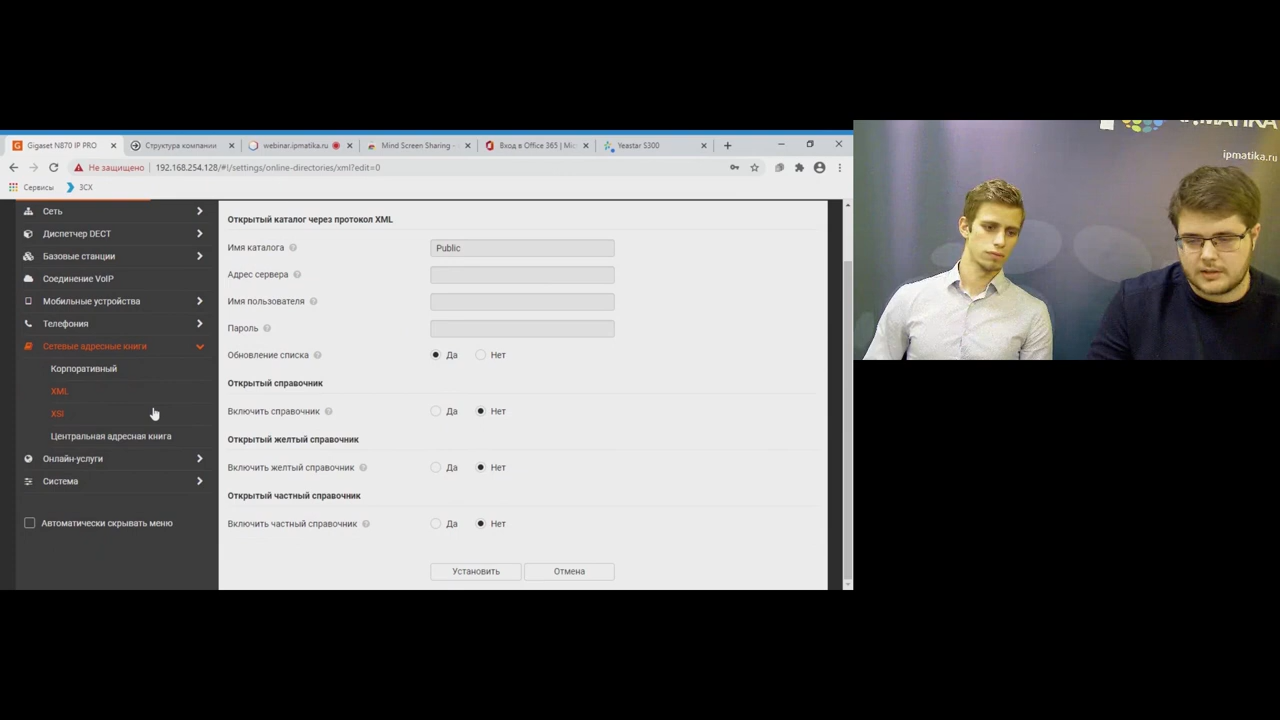 Gigaset N870 IP PRO
Структура компании
webinar.ipmatika.ru
Mind Screen Sharing -
Вход в Office 365 | Mic
Yeastar S300
Не защищено
192.168.254.128/#!/settings/online-directories/xml?edit=0
Сервисы
3CX
Сеть
Диспетчер DECT
Базовые станции
Соединение VoIP
Мобильные устройства
Телефония
Сетевые адресные книги
Корпоративный
XML
XSI
Центральная адресная книга
Онлайн-услуги
Система
Автоматически скрывать меню
Открытый каталог через протокол XML
Имя каталога
Public
Адрес сервера
Имя пользователя
Пароль
Обновление списка
Да
Нет
Открытый справочник
Включить справочник
Да
Нет
Открытый желтый справочник
Включить желтый справочник
Да
Нет
Открытый частный справочник
Включить частный справочник
Да
Нет
Установить
Отмена
IPMATIKA
ipmatika.ru